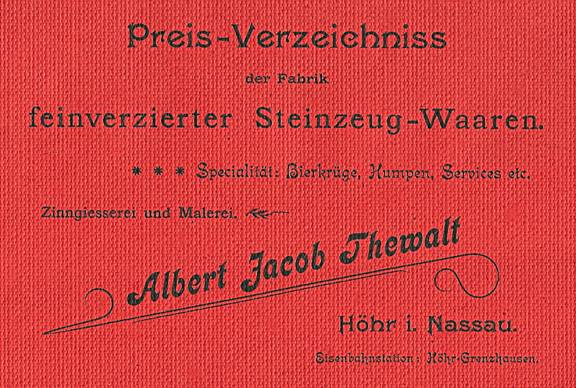 Preis-Verzeichniss
der Fabrik
feinverzierter Steinzeug-Waaren.
* * * Specialität: Bierkrüge, Humpen, Services etc.
Zinngiesserei und Malerei.
Albert Jacob Thewalt
Höhr i. Nassau.
Eisenbahnstation: Höhr-Grenzhausen.